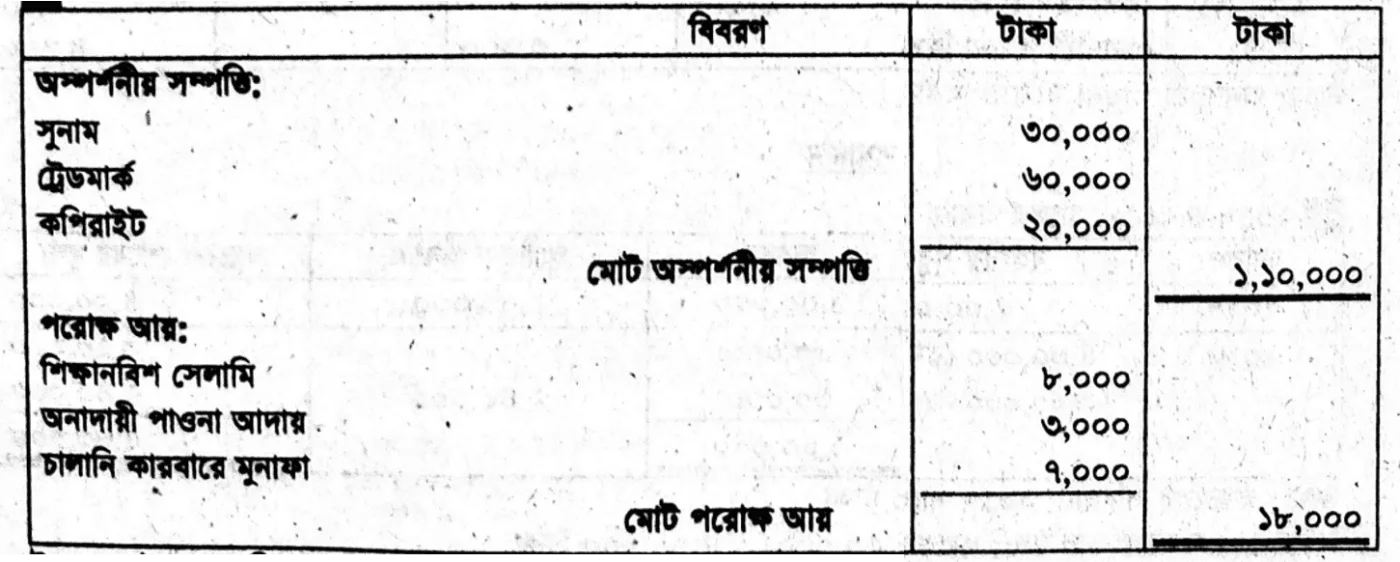 বিবরণ টাকা টাকা
অস্পর্শনীয় সম্পত্তি:
সুনাম ৩০,০০০
ট্রেডমার্ক ৬০,০০০
কপিরাইট ২০,০০০
মোট অস্পর্শনীয় সম্পত্তি ১,১০,০০০
পরোক্ষ আয়:
শিক্ষানবিশ সেলামি ৮,০০০
অনাদায়ী পাওনা আদায় ৩,০০০
চালানি কারবারে মুনাফা ৭,০০০
মোট পরোক্ষ আয় ১৮,০০০